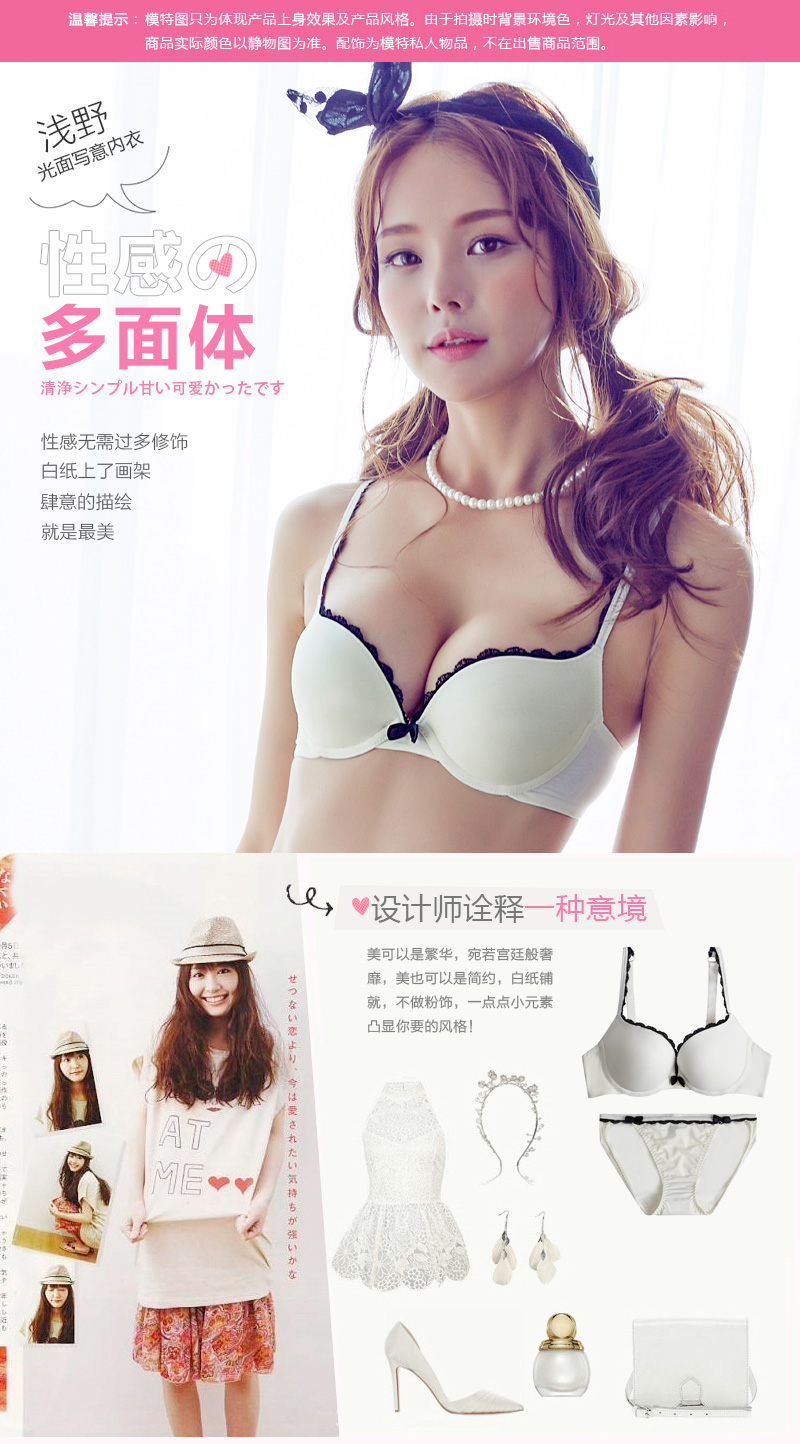 温馨提示：模特图只为体现产品上身效果及产品风格。由于拍摄时背景环境色，灯光及其他因素影响，
商品实际颜色以静物图为准。配饰为模特私人物品，不在出售商品范围。
浅野
光面写意内衣
性感の
多面体
清浄シンプル甘い可爱かったです
性感无需过多修饰
白纸上了画架
肆意的描绘
就是最美
设计师诠释一种意境
美可以是繁华，宛若宫廷般奢
靡，美也可以是简约，白纸铺
就，不做粉饰，一点点小元素
凸显你要的风格！
せつない恋より、今は愛されたい気持ちが強いかな
AT
ME